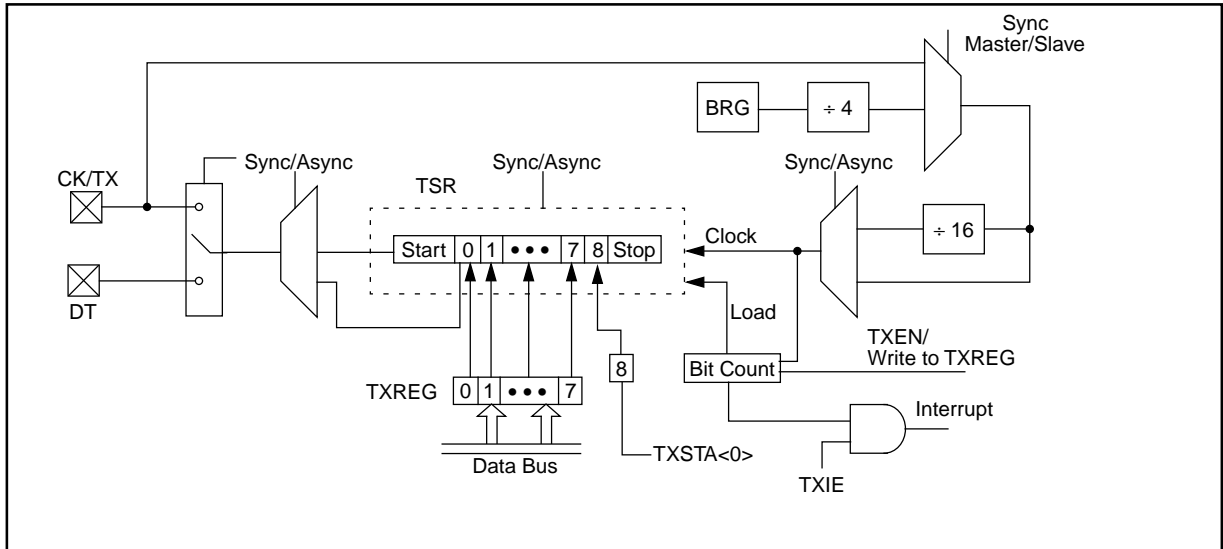 Sync
Master/Slave
BRG
÷ 4
Sync/Async
Sync/Async
Sync/Async
CK/TX
TSR
÷ 16
Start 0 1 ••• 7 8 Stop
Clock
DT
Load
TXEN/
Write to TXREG
8
Bit Count
TXREG 0 1 ••• 7
Interrupt
TXSTA<0>
Data Bus
TXIE